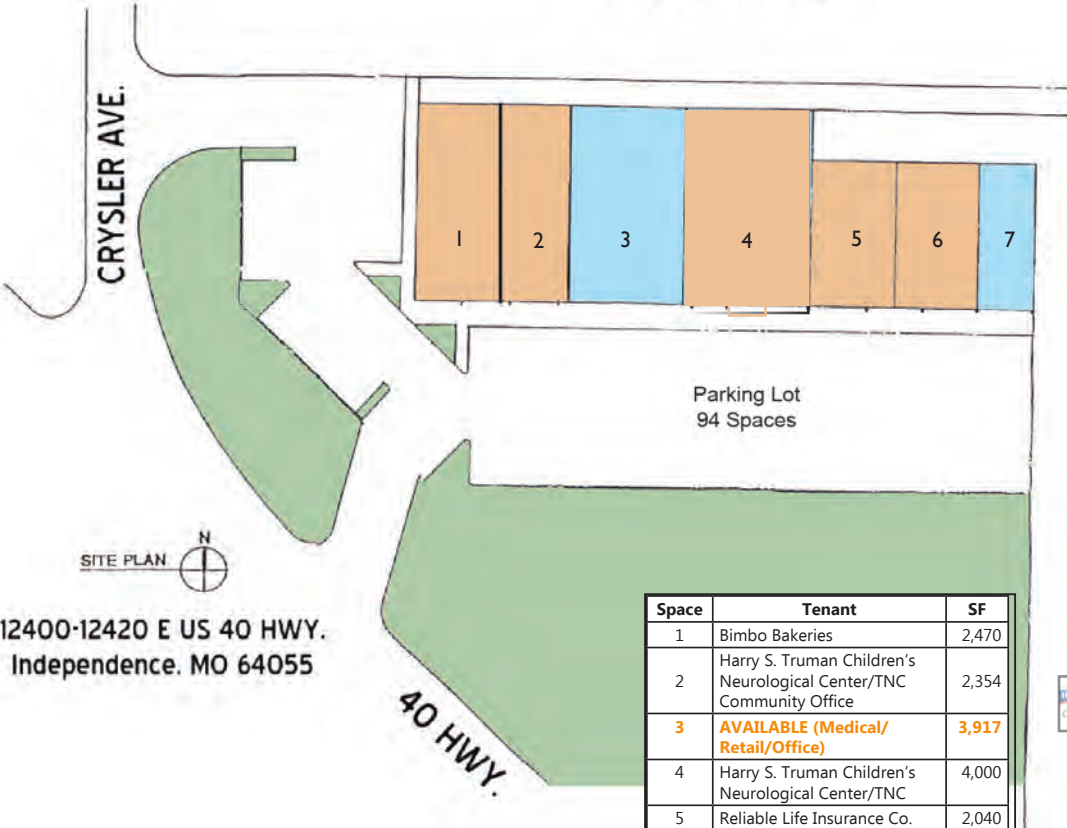 CRYSLER AVE.
1
2
3
4
5
6
7
Parking Lot
94 Spaces
N
SITE PLAN
12400-12420 E US 40 HWY.
Independence. MO 64055
40 HWY.
Space Tenant SF
1 Bimbo Bakeries 2,470
Harry S. Truman Children's
2 Neurological Center/TNC 2,354
Community Office
3 AVAILABLE (Medical/ 3,917
Retail/Office)
4 Harry S. Truman Children's 4,000
Neurological Center/TNC
5 Reliable Life Insurance Co. 2,040